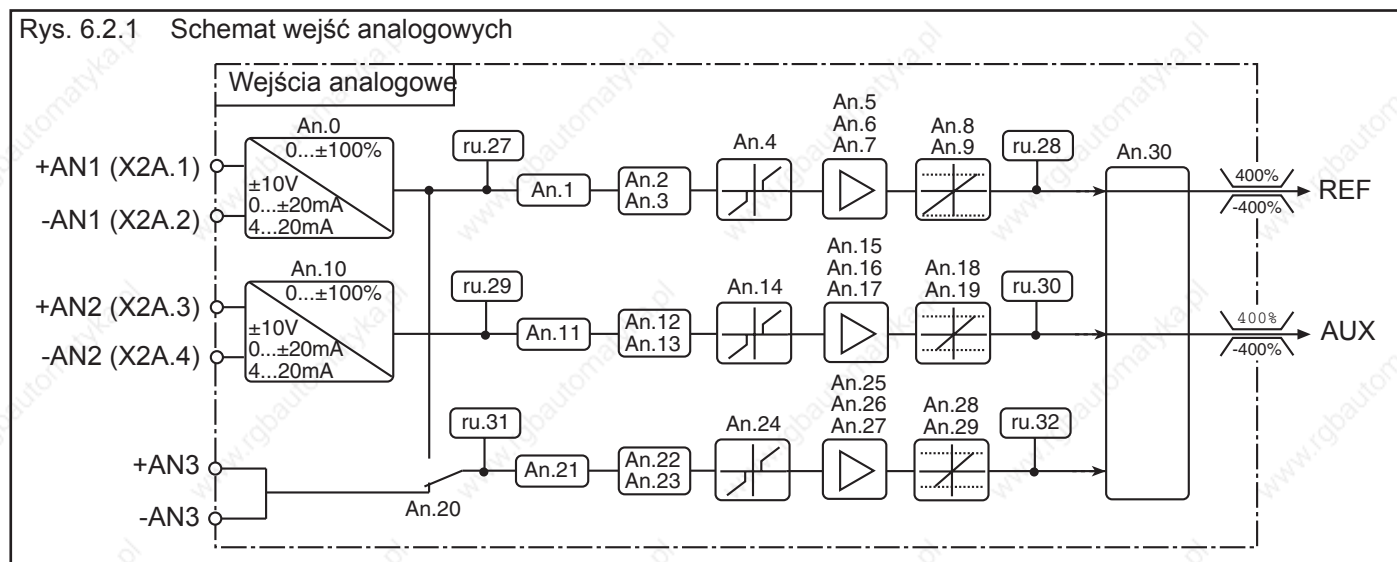 Rys. 6.2.1 Schemat wejść analogowych
Wejścia analogowe
+AN1 (X2A.1)
-AN1 (X2A.2)
An.0
0...±100%
±10V
0...±20mA
4...20mA
ru.27
An.1
An.2
An.3
An.4
An.5
An.6
An.7
An.8
An.9
ru.28
An.30
400%
-400%
REF
+AN2 (X2A.3)
-AN2 (X2A.4)
An.10
0...±100%
±10V
0...±20mA
4...20mA
ru.29
An.11
An.12
An.13
An.14
An.15
An.16
An.17
An.18
An.19
ru.30
400%
-400%
AUX
+AN3
-AN3
An.20
ru.31
An.21
An.22
An.23
An.24
An.25
An.26
An.27
An.28
An.29
ru.32
www.rgbautomatyka.pl